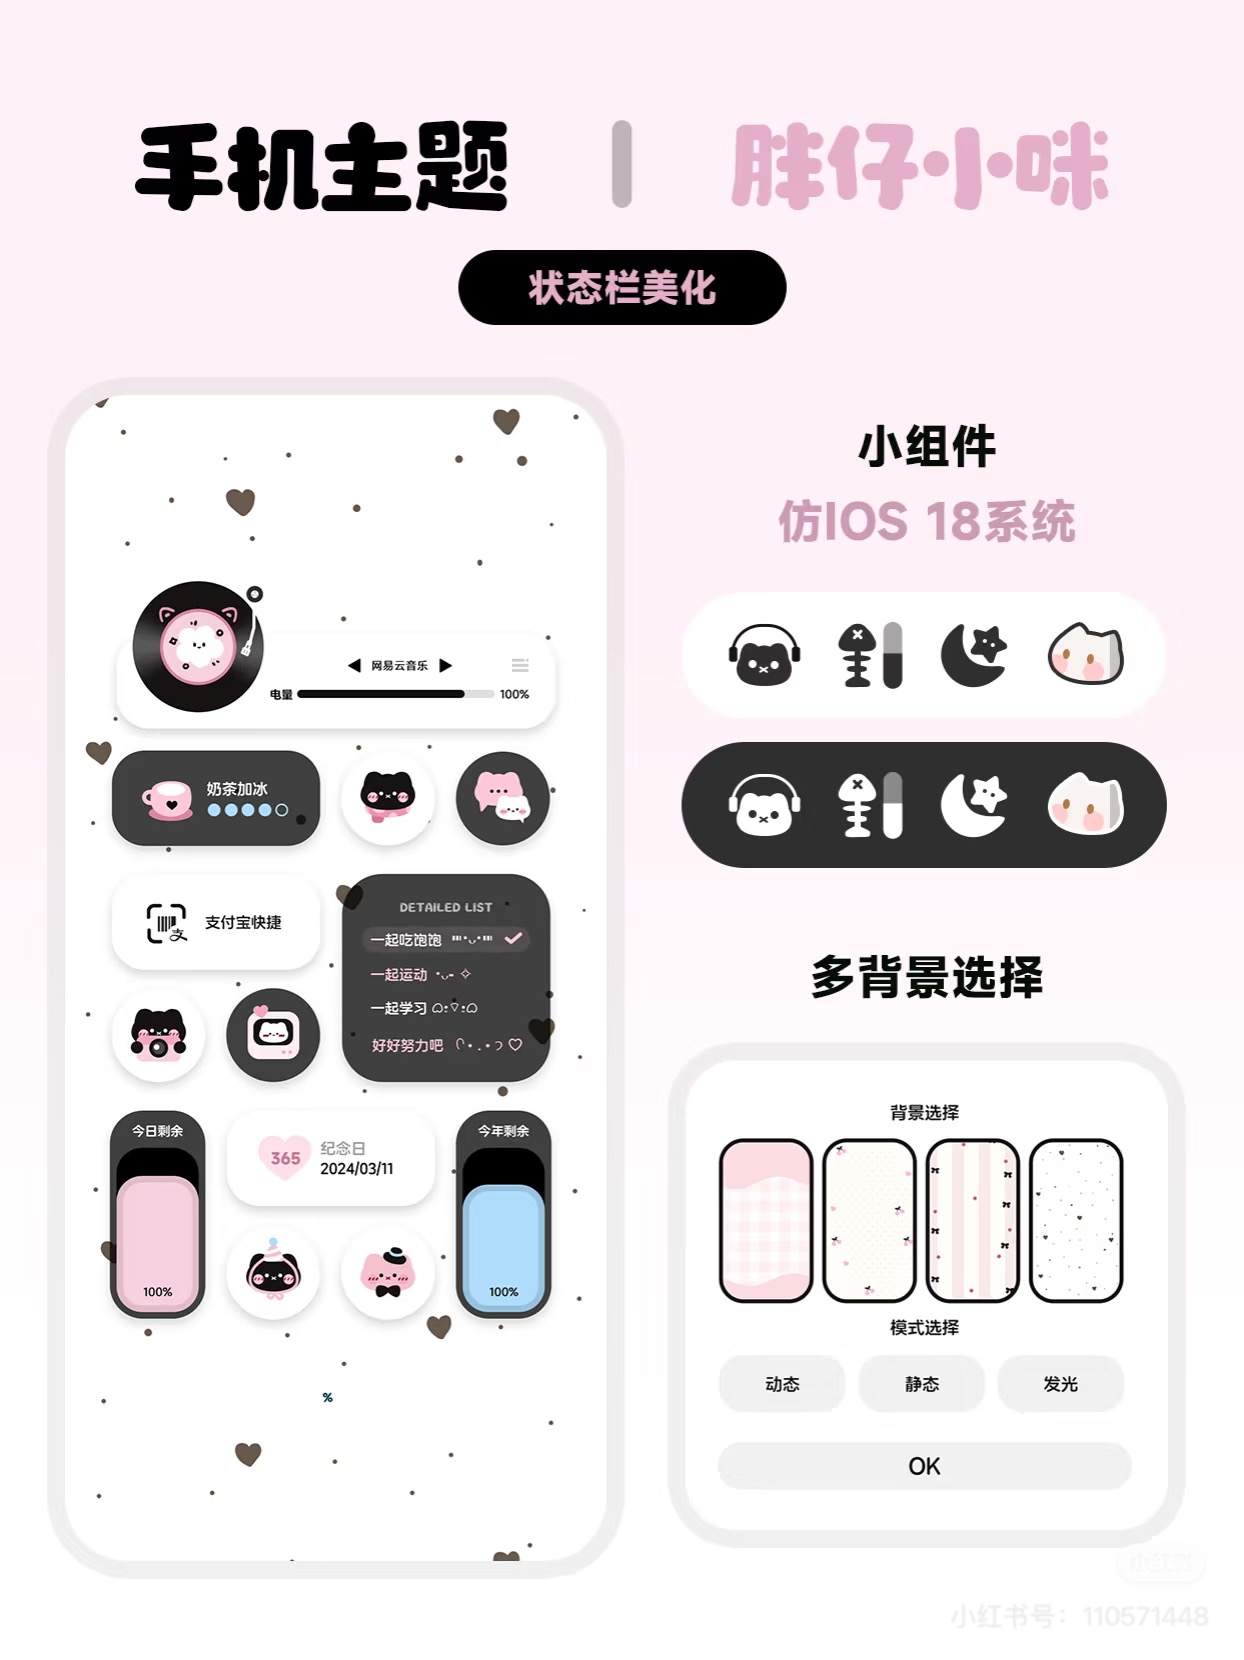 手机主题 | 胖仔小咪
状态栏美化
小组件
仿IOS 18系统
网易云音乐
电量 100%
奶茶加冰
支付宝快捷
DETAILED LIST
一起吃饱饱
一起运动
一起学习
好好努力吧
今日剩余
100%
365
纪念日
2024/03/11
今年剩余
100%
%
多背景选择
背景选择
模式选择
动态 静态 发光
OK
小红书
小红书号：110571448